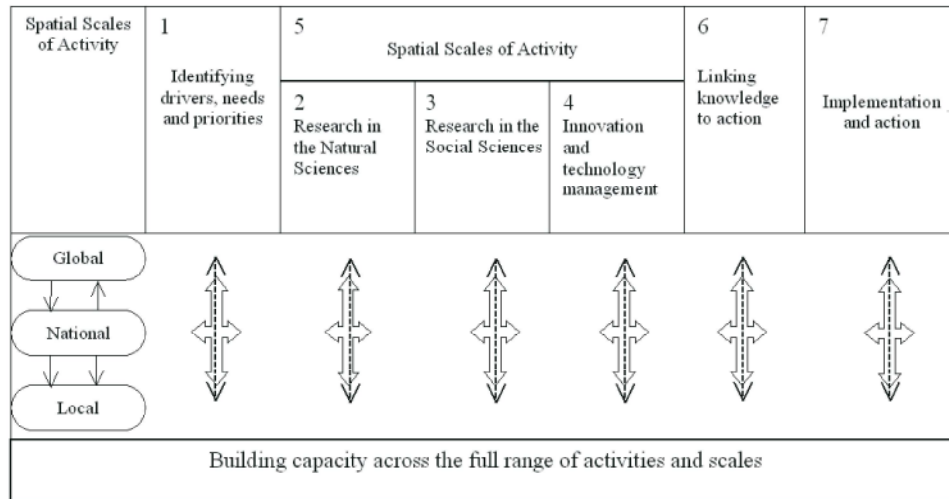 Spatial Scales
of Activity
1
Identifying
drivers, needs
and priorities
5
Spatial Scales of Activity
2
Research in
the Natural
Sciences
3
Research in the
Social Sciences
4
Innovation
and
technology
management
6
Linking
knowledge
to action
7
Implementation
and action
Global
National
Local
Building capacity across the full range of activities and scales